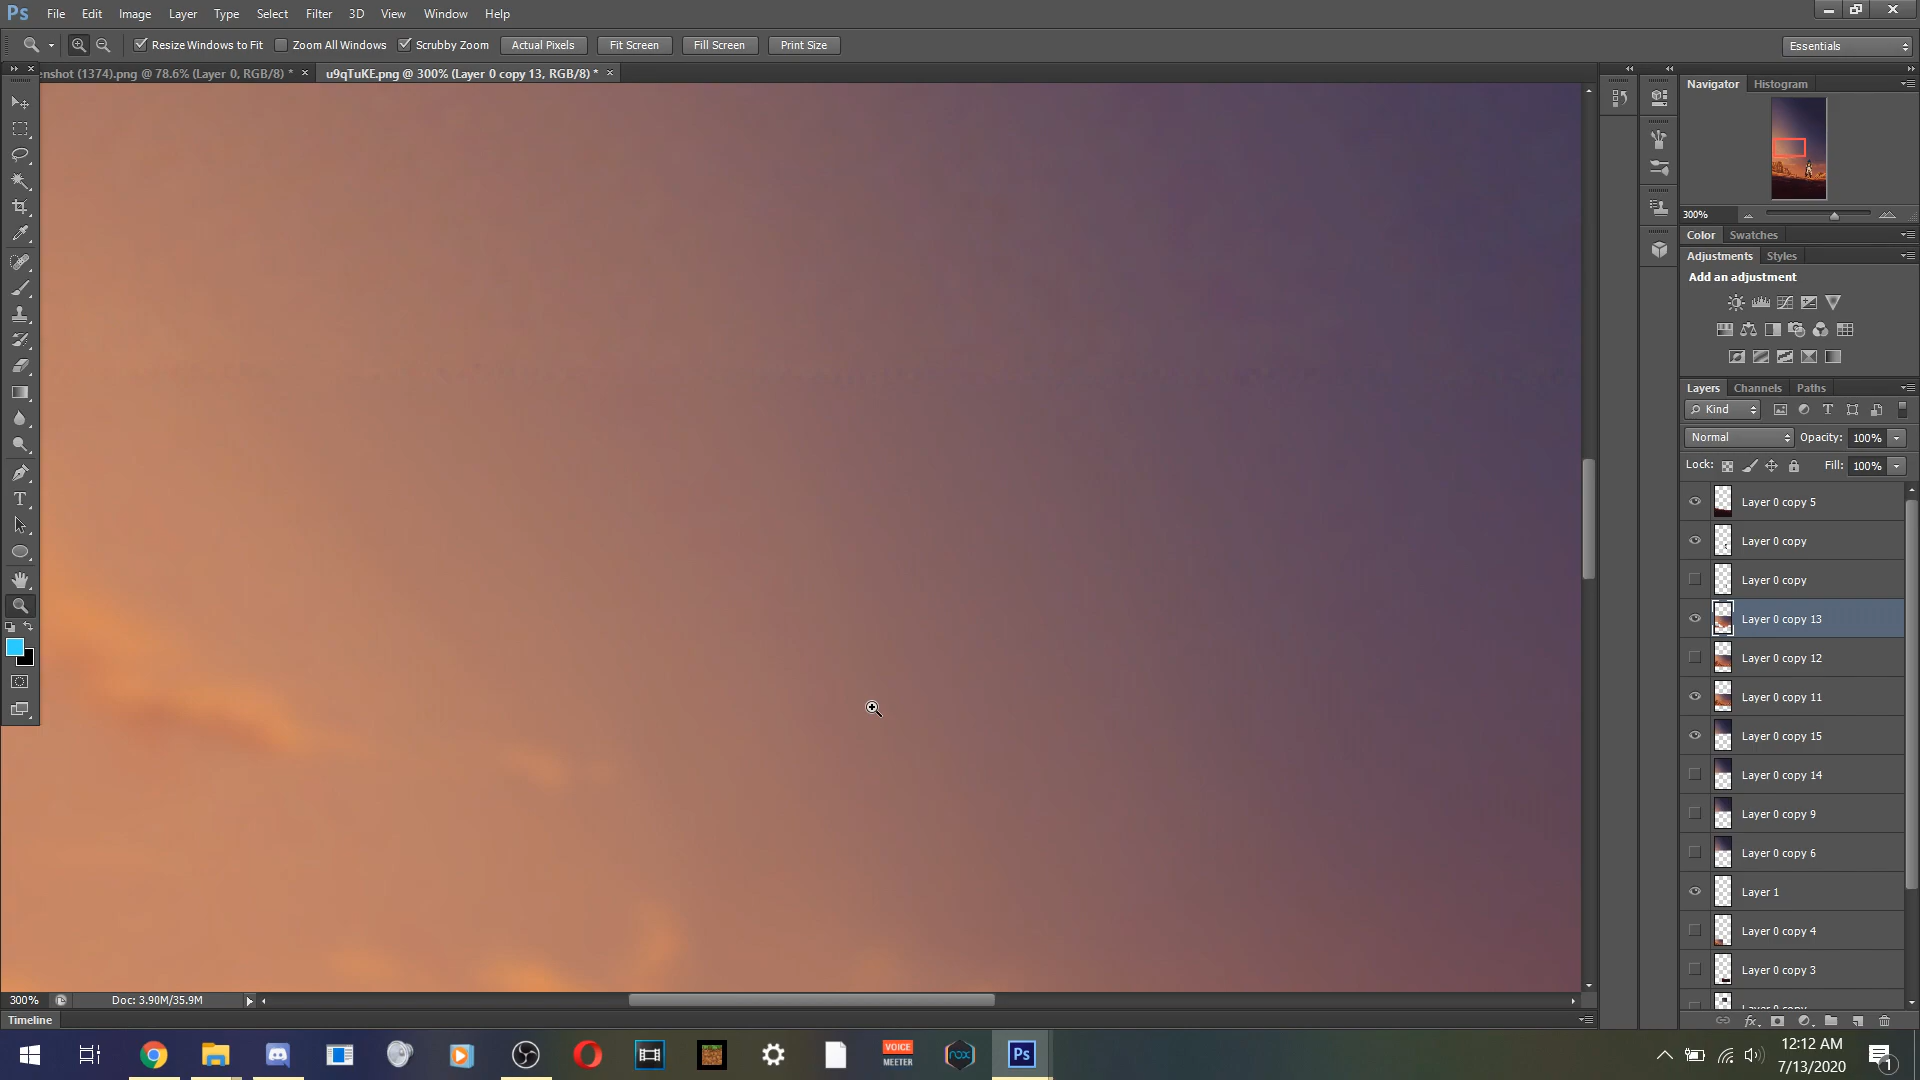 Ps File Edit Image Layer Type Select Filter 3D View Window Help
Resize Windows to Fit Zoom All Windows Scrubby Zoom Actual Pixels Fit Screen Fill Screen Print Size Essentials
enshot (1374).png @ 78.6% (Layer 0, RGB/8) * × u9qTuKE.png @ 300% (Layer 0 copy 13, RGB/8) * ×
Navigator Histogram
300%
Color Swatches
Adjustments Styles
Add an adjustment
Layers Channels Paths
Kind
Normal Opacity: 100%
Lock: Fill: 100%
Layer 0 copy 5
Layer 0 copy
Layer 0 copy
Layer 0 copy 13
Layer 0 copy 12
Layer 0 copy 11
Layer 0 copy 15
Layer 0 copy 14
Layer 0 copy 9
Layer 0 copy 6
Layer 1
Layer 0 copy 4
Layer 0 copy 3
Layer 0 copy
300% Doc: 3.90M/35.9M
Timeline
VOICE
MEETER
nox
Ps
12:12 AM
7/13/2020
1